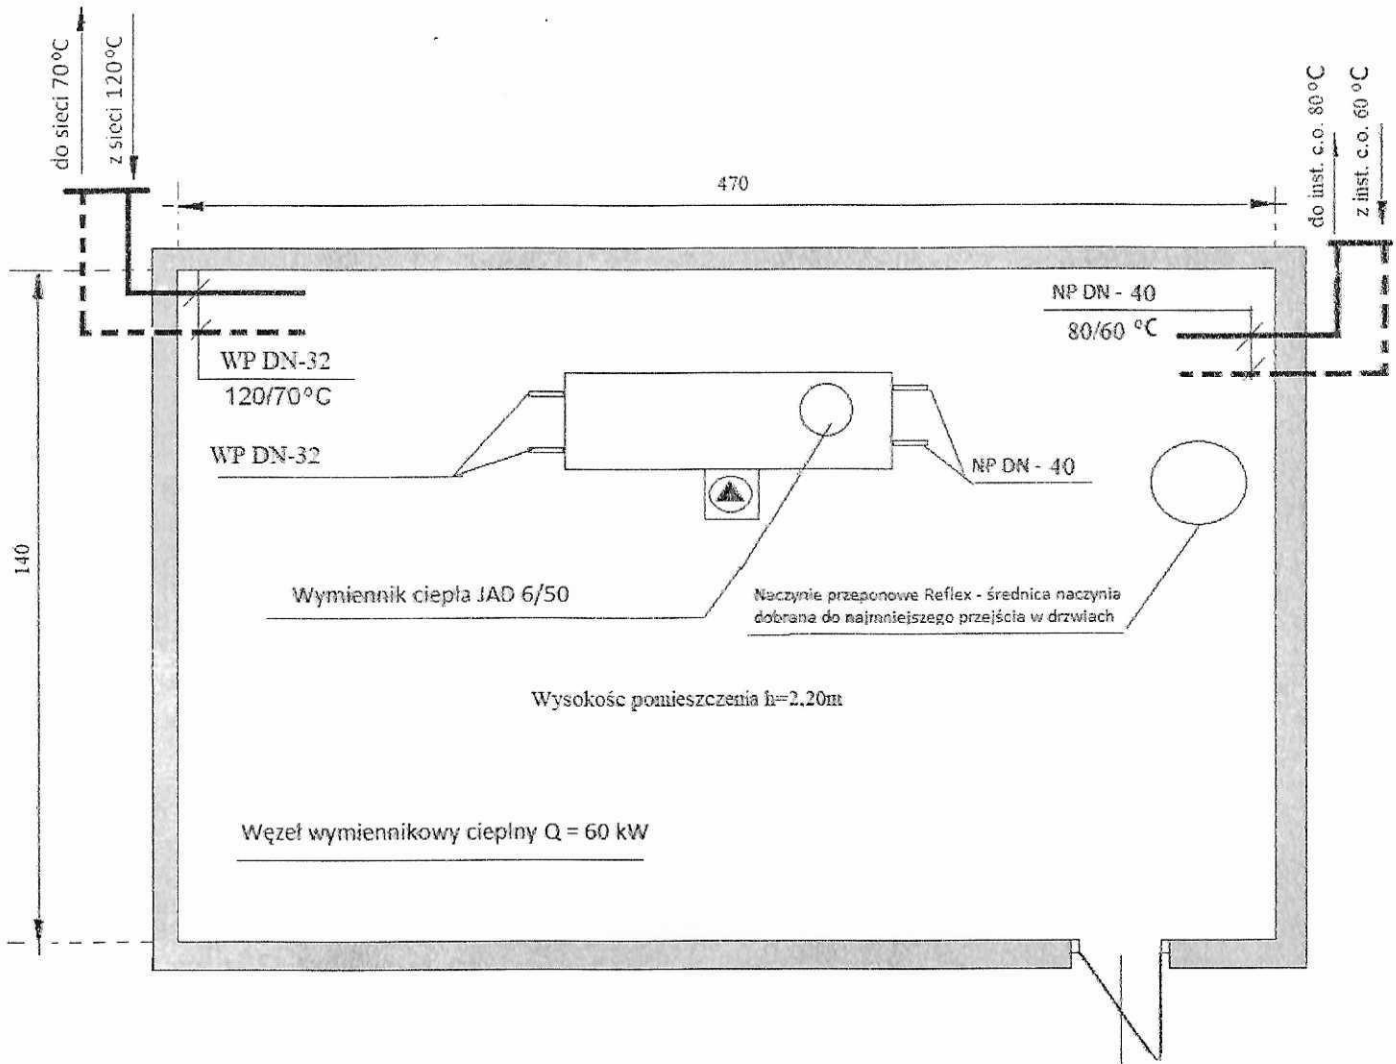 do sieci 70°C
z sieci 120°C
do inst. c.o. 80°C
z inst. c.o. 60 °C
470
140
WP DN-32
120/70°C
NP DN - 40
80/60 °C
WP DN-32
NP DN - 40
Wymiennik ciepła JAD 6/50
Naczynie przeponowe Reflex - średnica naczynia
dobrana do najmniejszego przejścia w drzwiach
Wysokośc pomieszczenia h=2,20m
Węzeł wymiennikowy cieplny Q = 60 kW